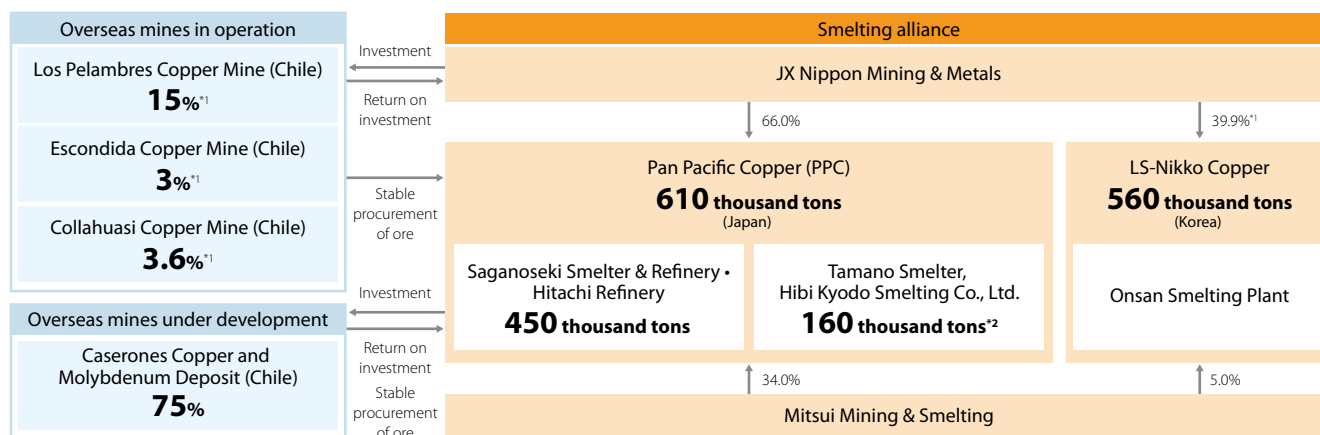 Overseas mines in operation
Los Pelambres Copper Mine (Chile)
15%*1
Escondida Copper Mine (Chile)
3%*1
Collahuasi Copper Mine (Chile)
3.6%*1
Overseas mines under development
Caserones Copper and
Molybdenum Deposit (Chile)
75%
Investment
Return on
investment
Stable
procurement
of ore
Investment
Return on
investment
Stable
procurement
of ore
Smelting alliance
JX Nippon Mining & Metals
66.0%
39.9%*1
Pan Pacific Copper (PPC)
610 thousand tons
(Japan)
Saganoseki Smelter & Refinery •
Hitachi Refinery
450 thousand tons
Tamano Smelter,
Hibi Kyodo Smelting Co., Ltd.
160 thousand tons*2
LS-Nikko Copper
560 thousand tons
(Korea)
Onsan Smelting Plant
34.0%
5.0%
Mitsui Mining & Smelting